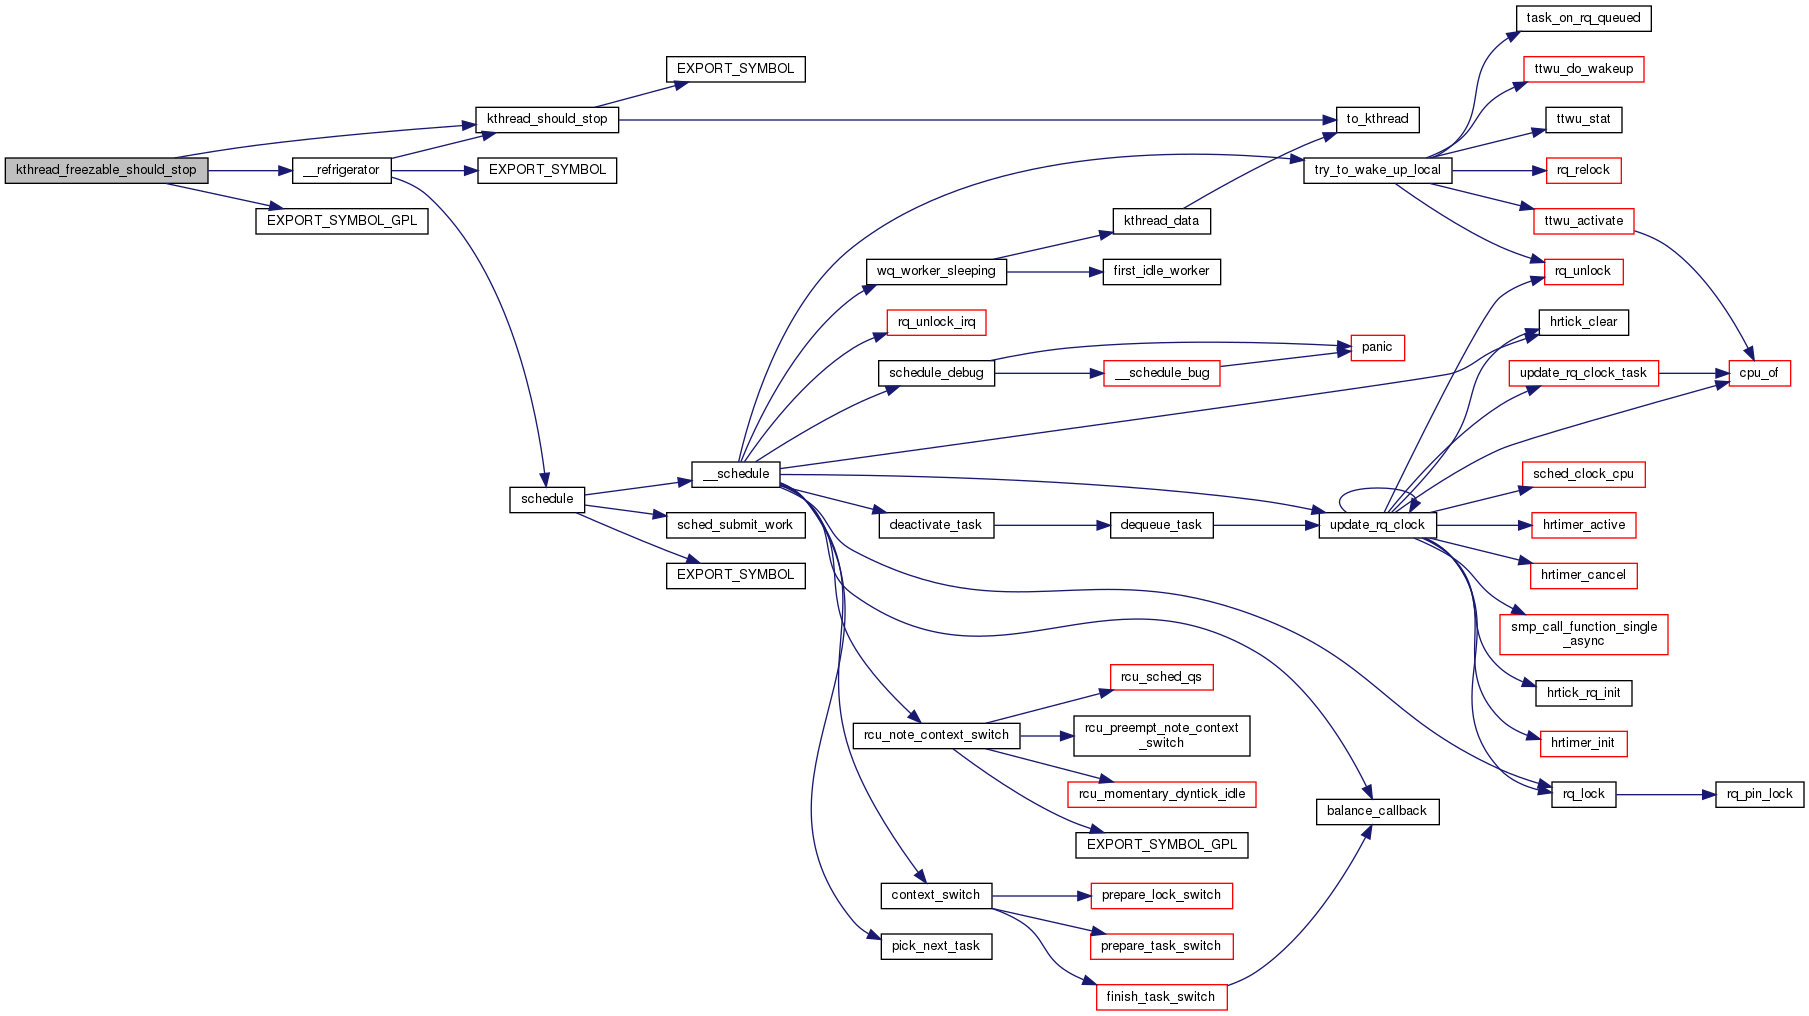 kthread_freezable_should_stop
kthread_should_stop
__refrigerator
EXPORT_SYMBOL_GPL
EXPORT_SYMBOL
EXPORT_SYMBOL
schedule
__schedule
sched_submit_work
EXPORT_SYMBOL
wq_worker_sleeping
rq_unlock_irq
schedule_debug
deactivate_task
rcu_note_context_switch
context_switch
pick_next_task
kthread_data
first_idle_worker
__schedule_bug
dequeue_task
rcu_sched_qs
rcu_preempt_note_context
_switch
rcu_momentary_dyntick_idle
EXPORT_SYMBOL_GPL
prepare_lock_switch
prepare_task_switch
finish_task_switch
to_kthread
try_to_wake_up_local
panic
update_rq_clock
balance_callback
task_on_rq_queued
ttwu_do_wakeup
ttwu_stat
rq_relock
ttwu_activate
rq_unlock
hrtick_clear
update_rq_clock_task
sched_clock_cpu
hrtimer_active
hrtimer_cancel
smp_call_function_single
_async
hrtick_rq_init
hrtimer_init
rq_lock
cpu_of
rq_pin_lock